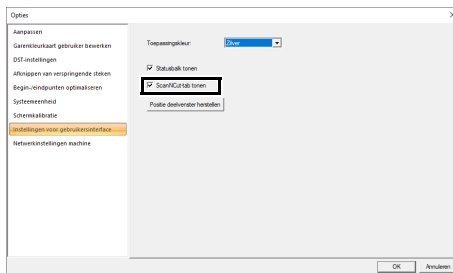 Opties
Aanpassen
Garenkleurkaart gebruiker bewerken
DST-instellingen
Afknippen van verspringende steken
Begin-/eindpunten optimaliseren
Systeemeenheid
Schermkalibratie
Instellingen voor gebruikersinterface
Netwerkinstellingen machine
Toepassingskleur: Zilver
Statusbalk tonen
ScanNCut-tab tonen
Positie deelvenster herstellen
OK Annuleren